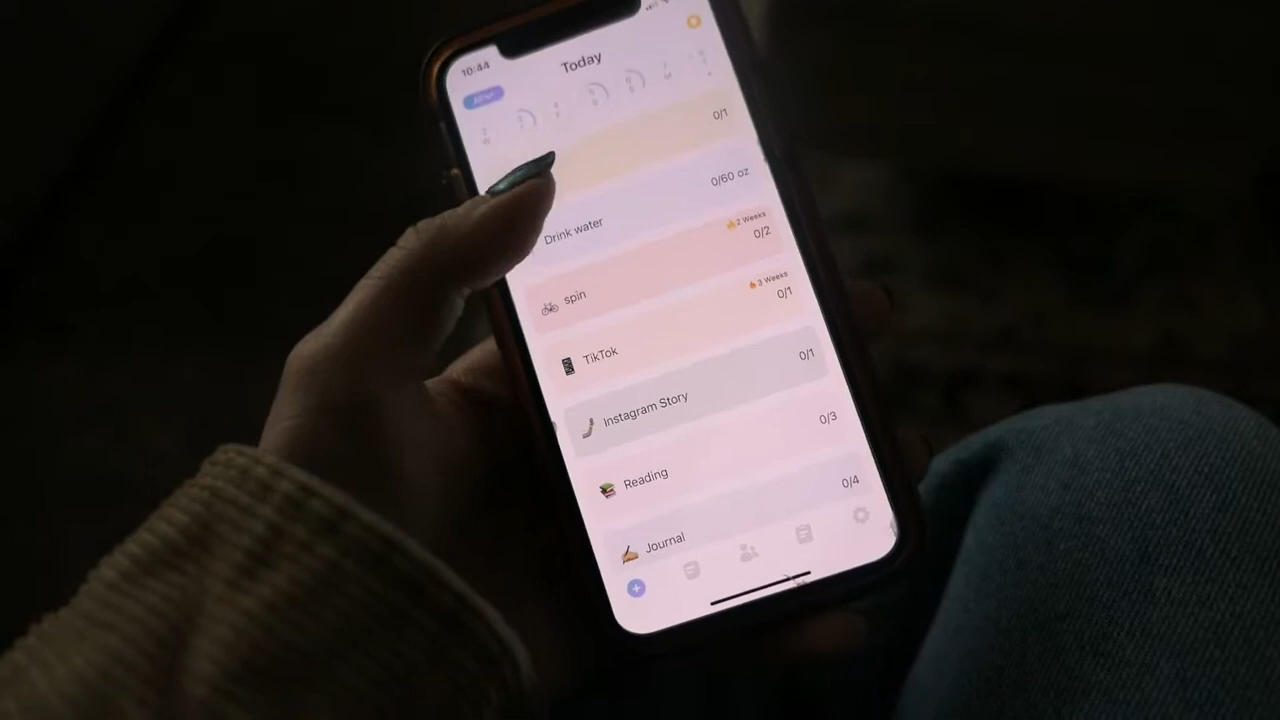 10:44
Today
0/1
Drink water 0/60 oz
2 Weeks
spin 0/2
3 Weeks
TikTok 0/1
Instagram Story 0/1
Reading 0/3
Journal 0/4